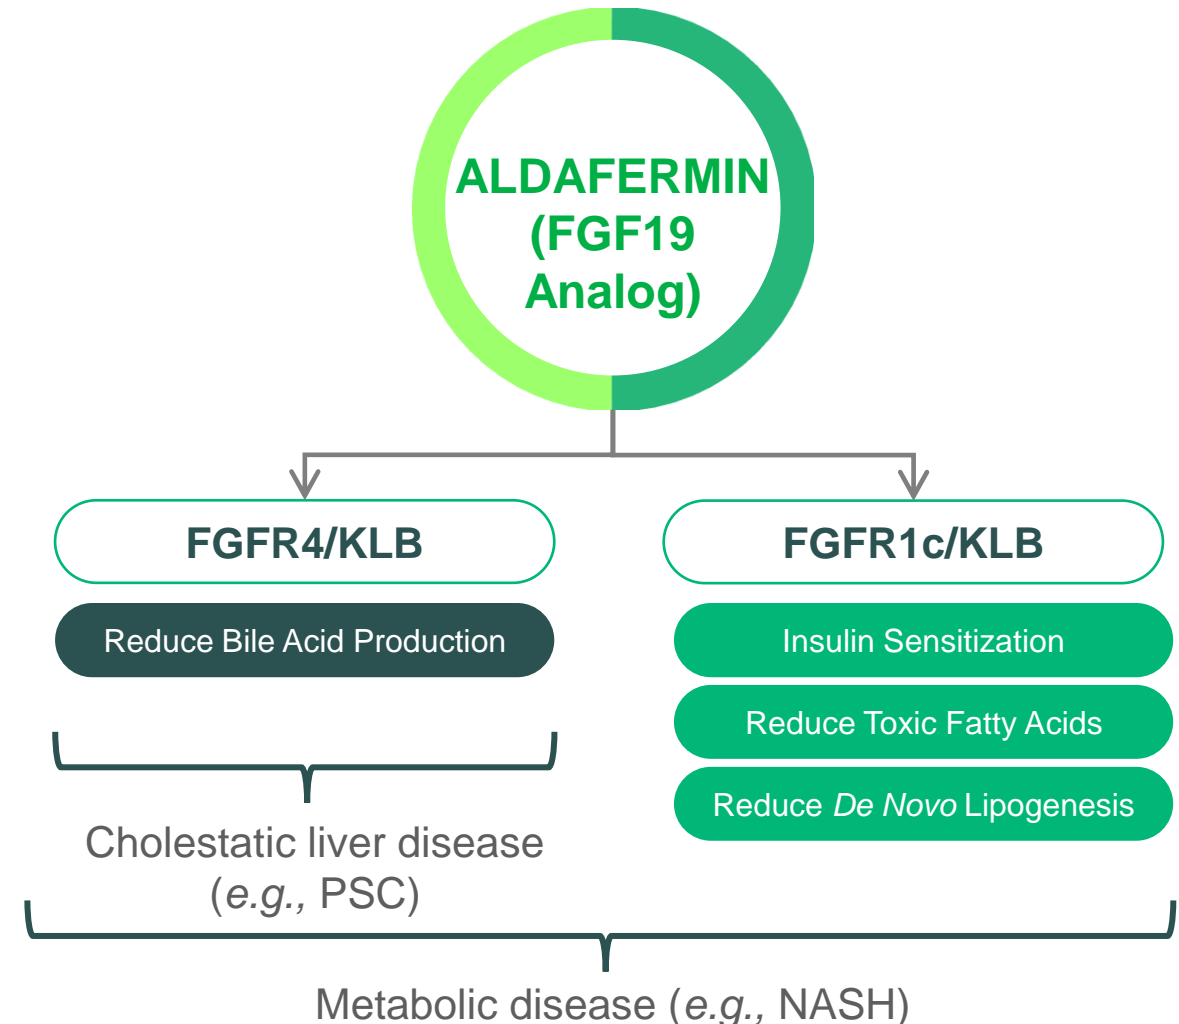 ALDAFERMIN
(FGF19
Analog)
FGFR4/KLB
Reduce Bile Acid Production
Cholestatic liver disease
(e.g., PSC)
FGFR1c/KLB
Insulin Sensitization
Reduce Toxic Fatty Acids
Reduce De Novo Lipogenesis
Metabolic disease (e.g., NASH)